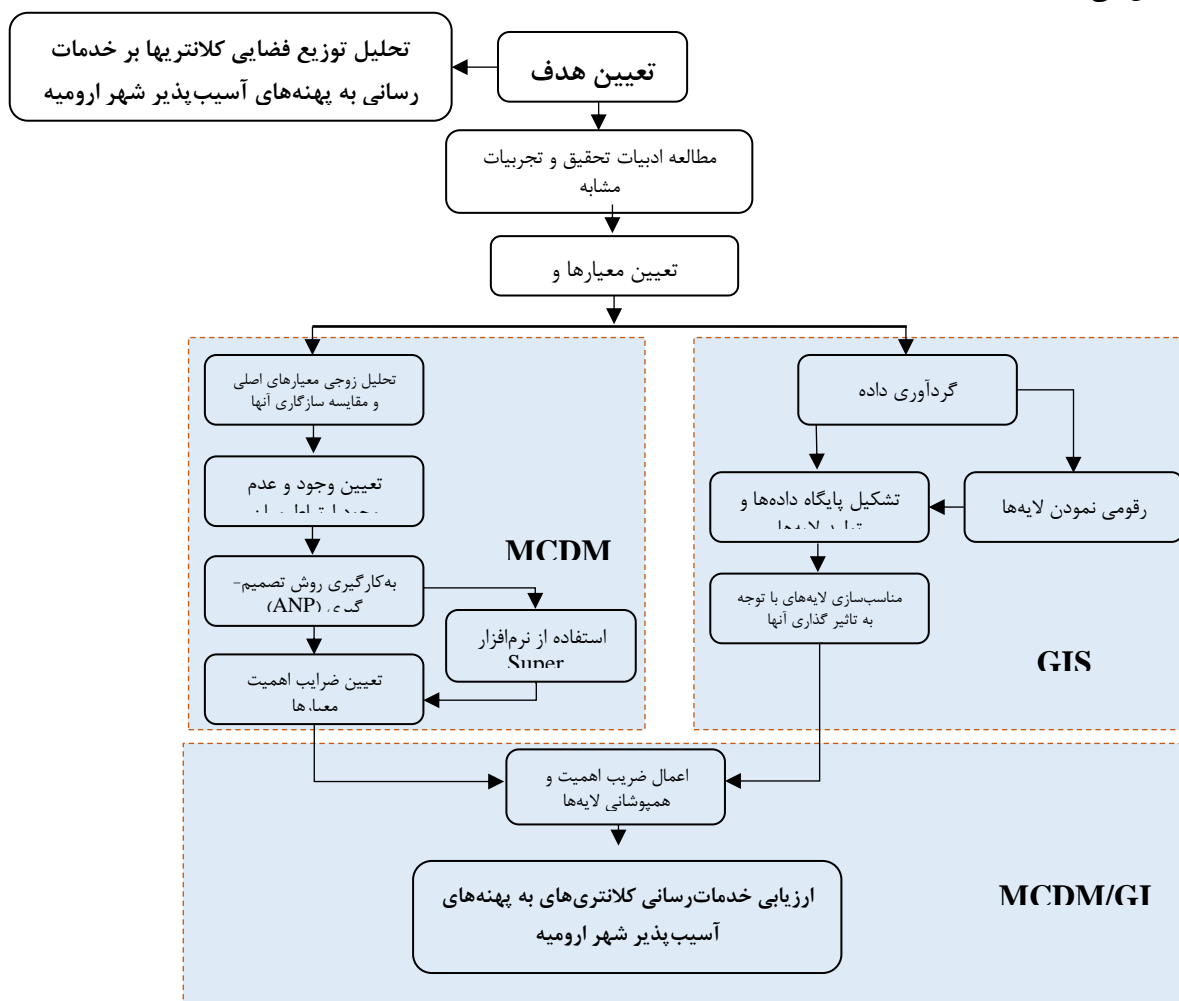 تحلیل توزیع فضایی کلانتریها بر خدمات
رسانی به پهنه‌های آسیب‌پذیر شهر ارومیه
تعیین هدف
مطالعه ادبیات تحقیق و تجربیات
مشابه
تعیین معیارها و
تحلیل زوجی معیارهای اصلی
و مقایسه سازگاری آنها
گردآوری داده
تعیین وجود و عدم
تشکیل پایگاه داده‌ها و
رقومی نمودن لایه‌ها
MCDM
به‌کارگیری روش تصمیم-
گیری (ANP)
مناسب‌سازی لایه‌های با توجه
به تاثیر گذاری آنها
استفاده از نرم‌افزار
Super
GIS
تعیین ضرایب اهمیت
معیارها
اعمال ضریب اهمیت و
همپوشانی لایه‌ها
ارزیابی خدمات‌رسانی کلانتری‌های به پهنه‌های
آسیب‌پذیر شهر ارومیه
MCDM/GI